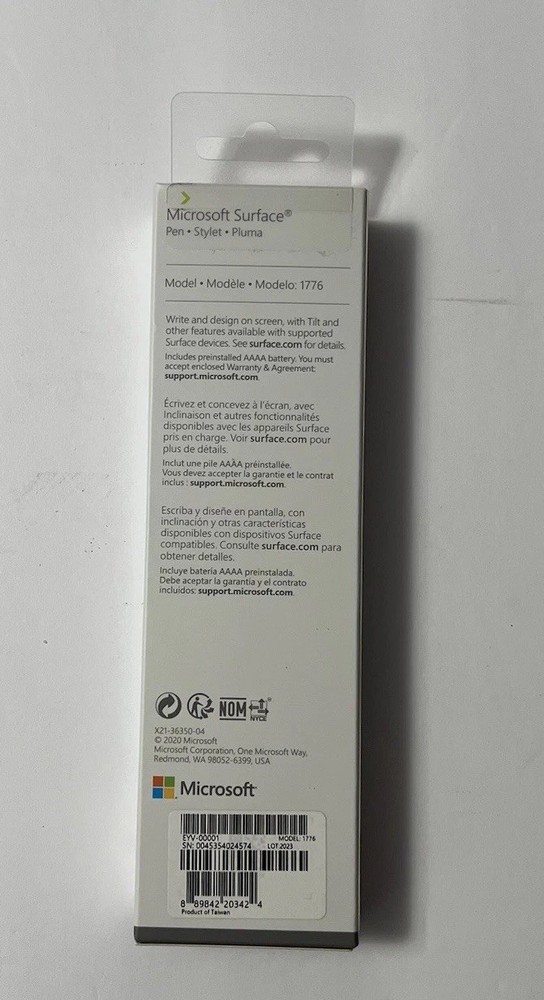 Microsoft Surface®
Pen • Stylet • Pluma
Model • Modèle • Modelo: 1776
Write and design on screen, with Tilt and
other features available with supported
Surface devices. See surface.com for details.
Includes preinstalled AAAA battery. You must
accept enclosed Warranty & Agreement:
support.microsoft.com.
Écrivez et concevez à l'écran, avec
Inclinaison et autres fonctionnalités
disponibles avec les appareils Surface
pris en charge. Voir surface.com pour
plus de détails.
Inclut une pile AAAA préinstallée.
Vous devez accepter la garantie et le contrat
inclus : support.microsoft.com.
Escriba y diseñe en pantalla, con
inclinación y otras características
disponibles con dispositivos Surface
compatibles. Consulte surface.com para
obtener detalles.
Incluye batería AAAA preinstalada.
Debe aceptar la garantía y el contrato
incluidos: support.microsoft.com.
NOM NYCE
X21-36350-04
© 2020 Microsoft
Microsoft Corporation, One Microsoft Way,
Redmond, WA 98052-6399, USA
Microsoft
EYV-00001 MODEL: 1776
SN: 0045354024574 LOT:2023
8 89842 20342 4
Product of Taiwan